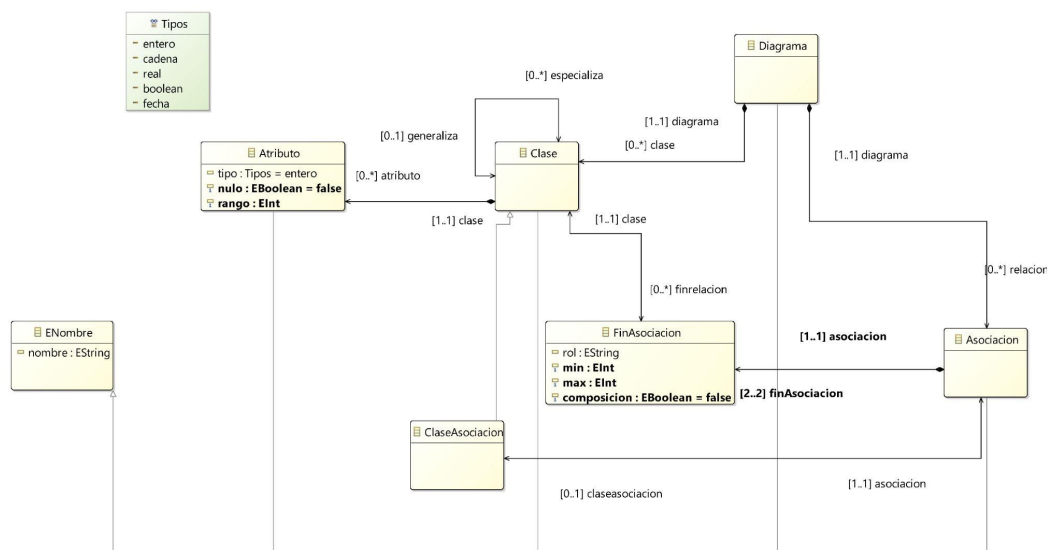 Tipos
entero
cadena
real
boolean
fecha
Diagrama
[0..*] especializa
[1..1] diagrama
[0..1] generaliza
[0..*] clase
[1..1] diagrama
Atributo
tipo : Tipos = entero
nulo : EBoolean = false
rango : EInt
[0..*] atributo
Clase
[1..1] clase
[1..1] clase
[0..*] relacion
[0..*] finrelacion
ENombre
nombre : EString
FinAsociacion
rol : EString
min : EInt
max : EInt
composicion : EBoolean = false
[1..1] asociacion
Asociacion
[2..2] finAsociacion
ClaseAsociacion
[0..1] claseasociacion
[1..1] asociacion